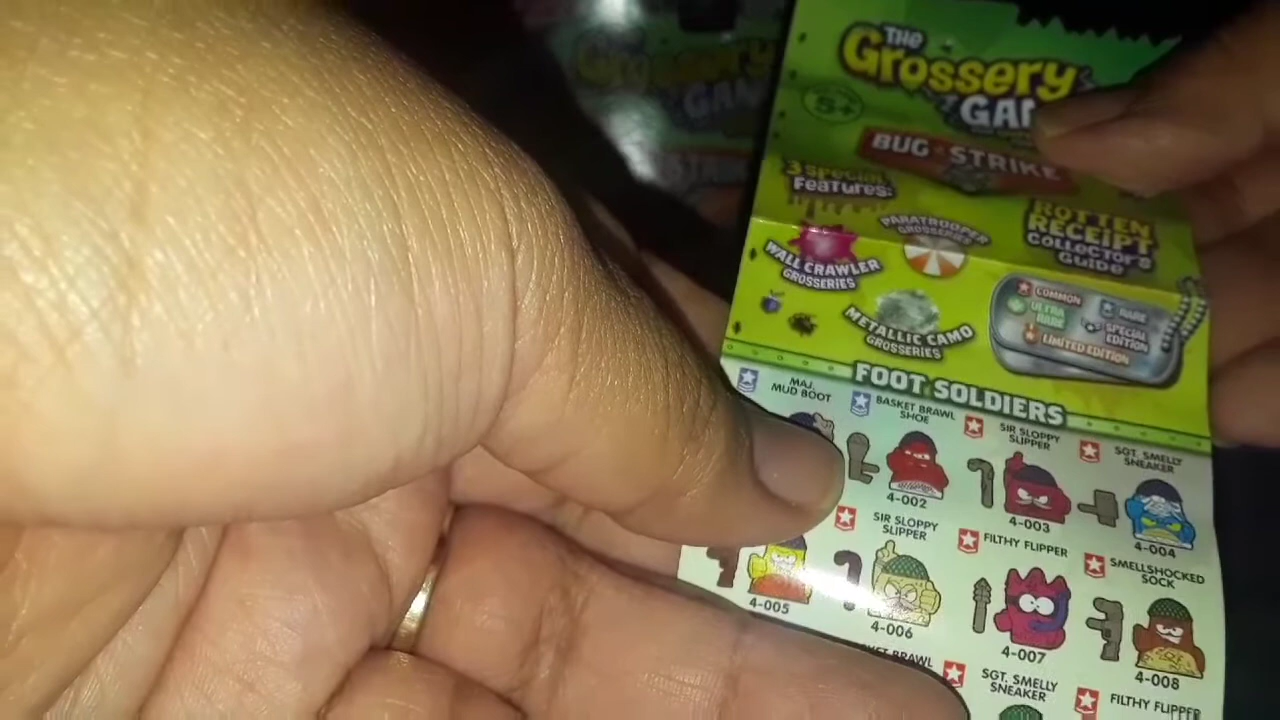 THE
Grossery
GAN
5+
BUG STRIKE
3 Special
Features:
ROTTEN
RECEIPT
COLLECTOR'S
GUIDE
PARATROOPER
GROSSERIES
WALL CRAWLER
GROSSERIES
METALLIC CAMO
GROSSERIES
COMMON
RARE
ULTRA
RARE
SPECIAL
EDITION
LIMITED EDITION
FOOT SOLDIERS
MAJ.
MUD BOOT
BASKET BRAWL
SHOE
SIR SLOPPY
SLIPPER
SGT. SMELLY
SNEAKER
4-002
4-003
4-004
SIR SLOPPY
SLIPPER
FILTHY FLIPPER
SMELLSHOCKED
SOCK
4-005
4-006
4-007
4-008
BRAWL
SGT. SMELLY
SNEAKER
FILTHY FLIPPER